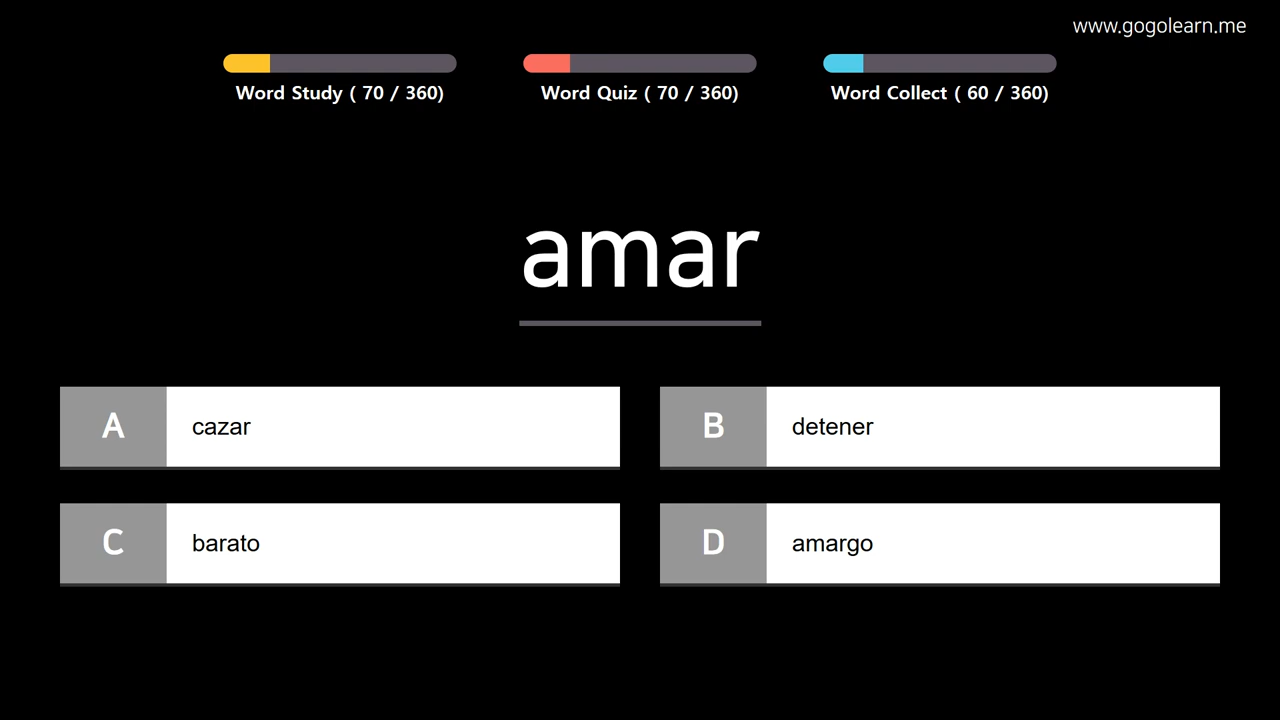 www.gogolearn.me
Word Study ( 70 / 360)
Word Quiz ( 70 / 360)
Word Collect ( 60 / 360)
amar
A
cazar
B
detener
C
barato
D
amargo